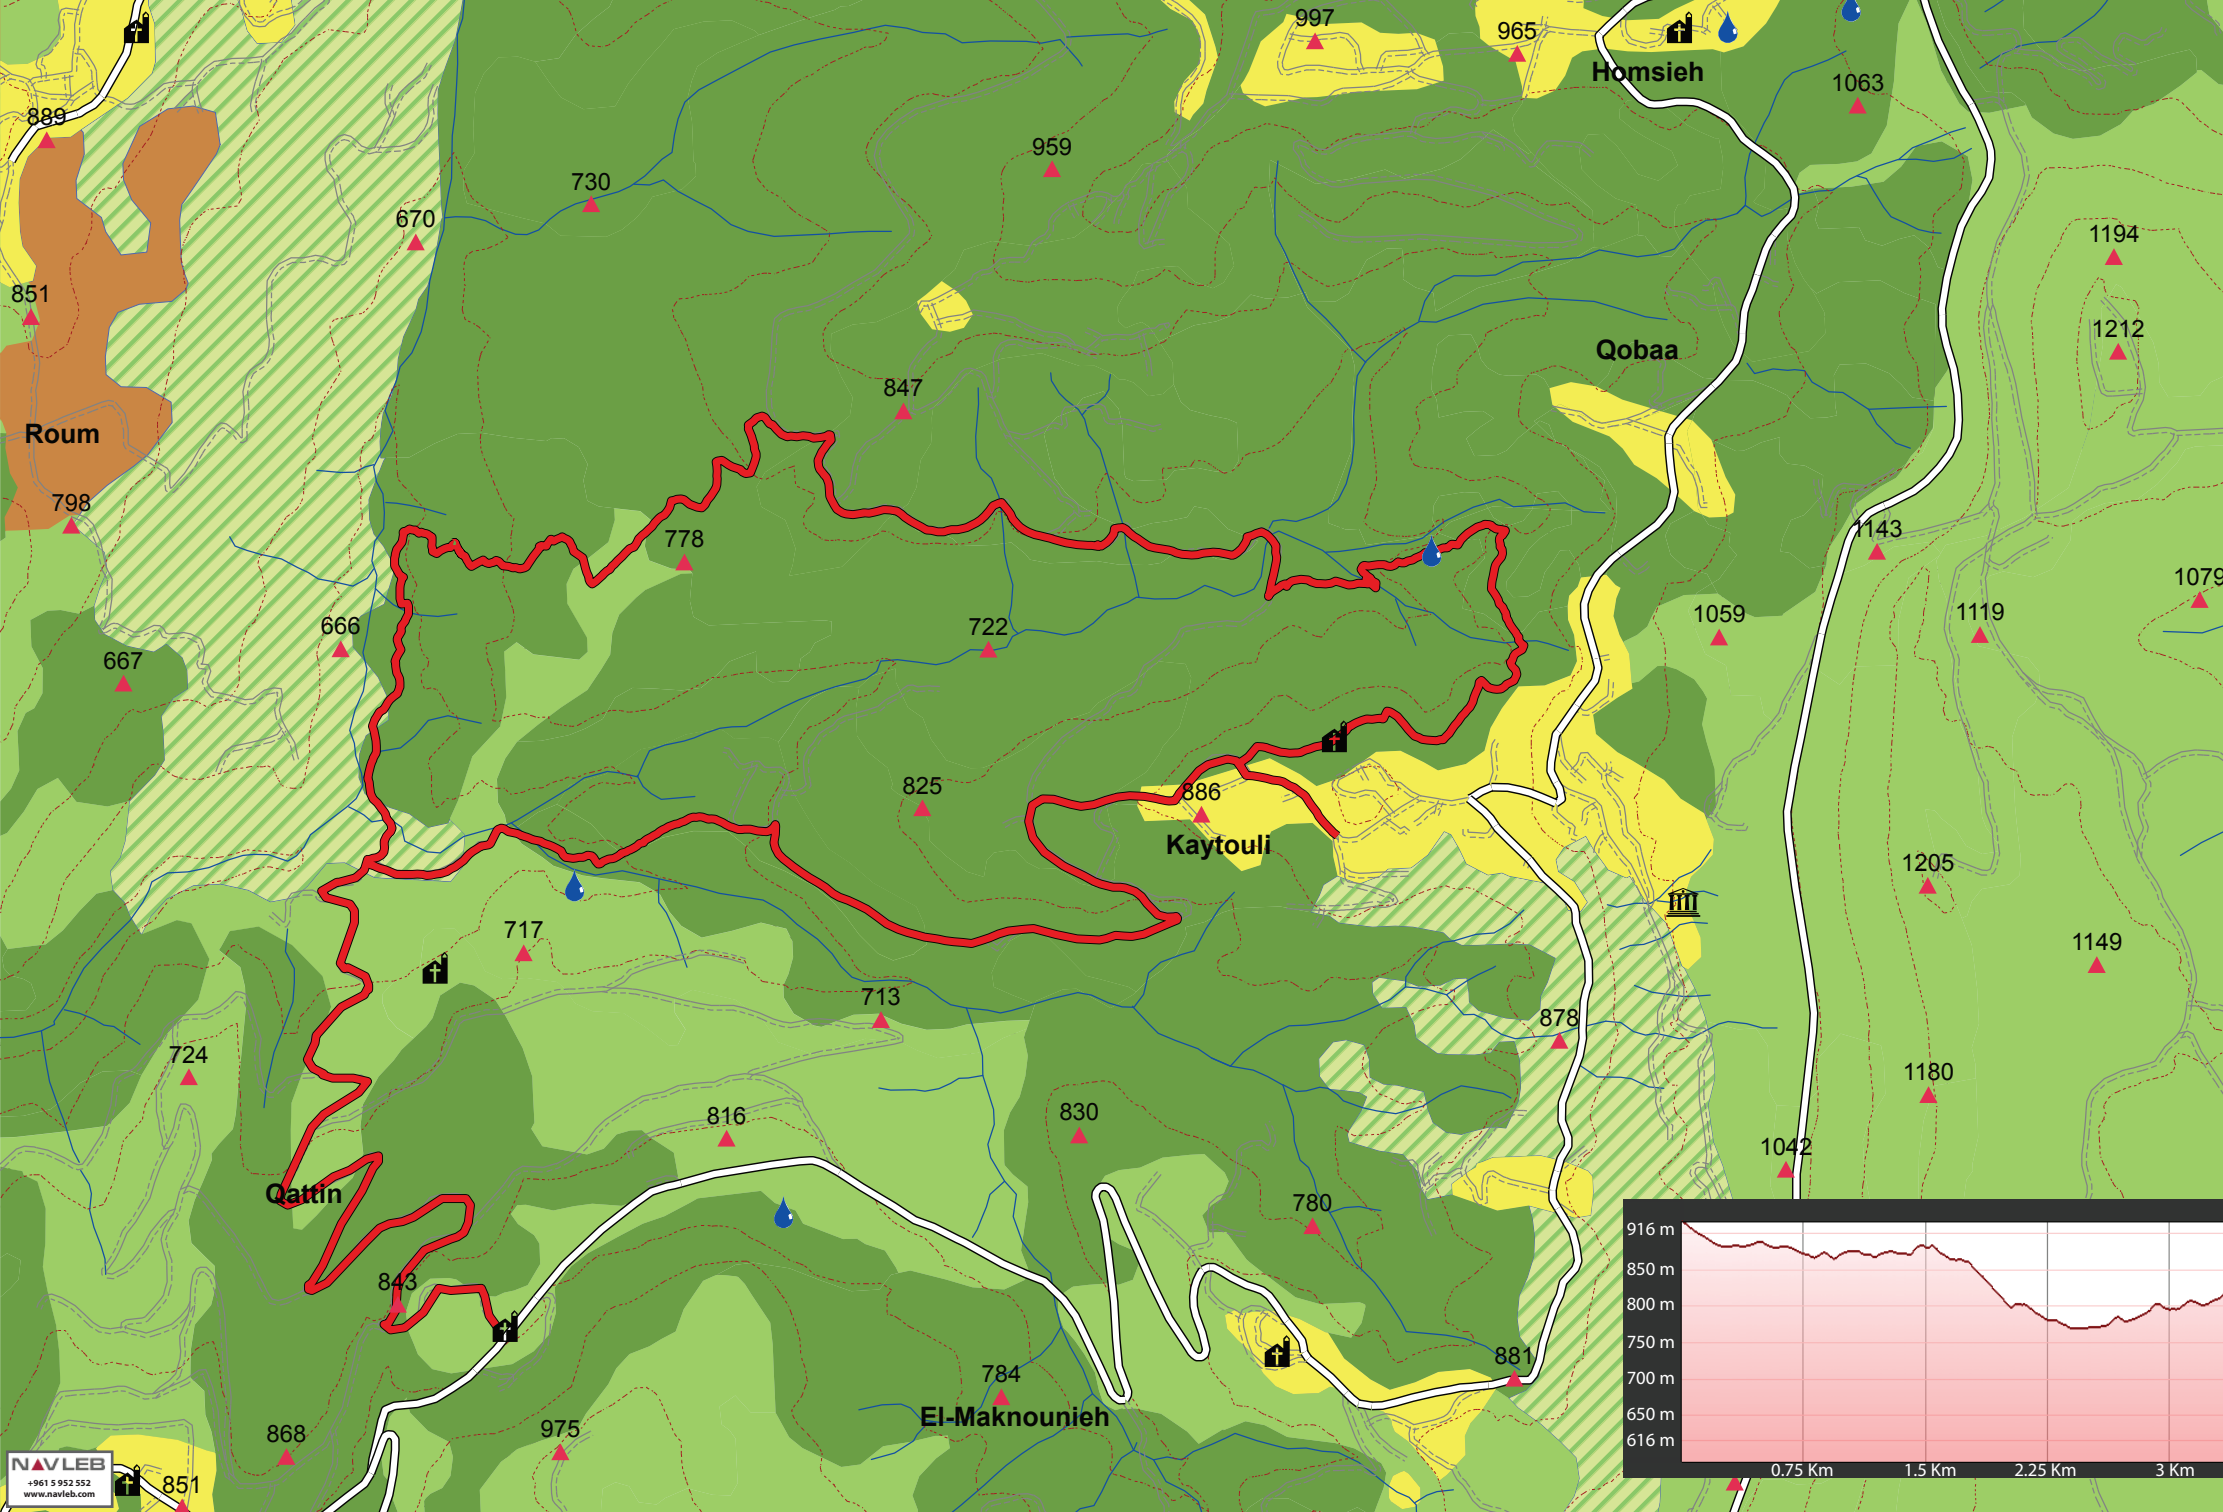 997
965
Homsieh
1063
889
959
730
670
1194
851
1212
Qobaa
847
Roum
798
1143
778
1079
666
722
1059
1119
667
825
886
Kaytouli
1205
717
1149
713
878
724
1180
816
830
1042
Qattin
780
916 m
850 m
800 m
750 m
700 m
650 m
616 m
0.75 Km
1.5 Km
2.25 Km
3 Km
843
881
784
El-Maknounieh
868
975
NAVLEB
+961 5 952 552
www.navleb.com
851